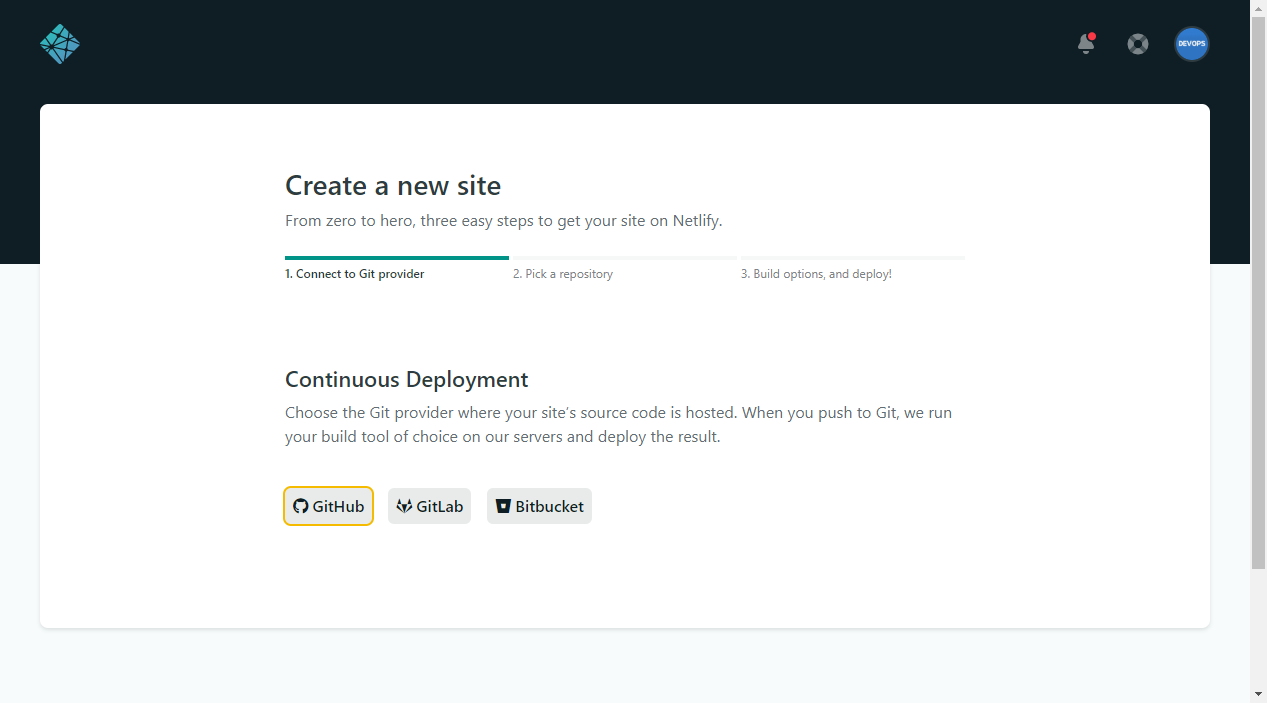 DEVOPS
Create a new site
From zero to hero, three easy steps to get your site on Netlify.
1. Connect to Git provider
2. Pick a repository
3. Build options, and deploy!
Continuous Deployment
Choose the Git provider where your site's source code is hosted. When you push to Git, we run
your build tool of choice on our servers and deploy the result.
GitHub
GitLab
Bitbucket